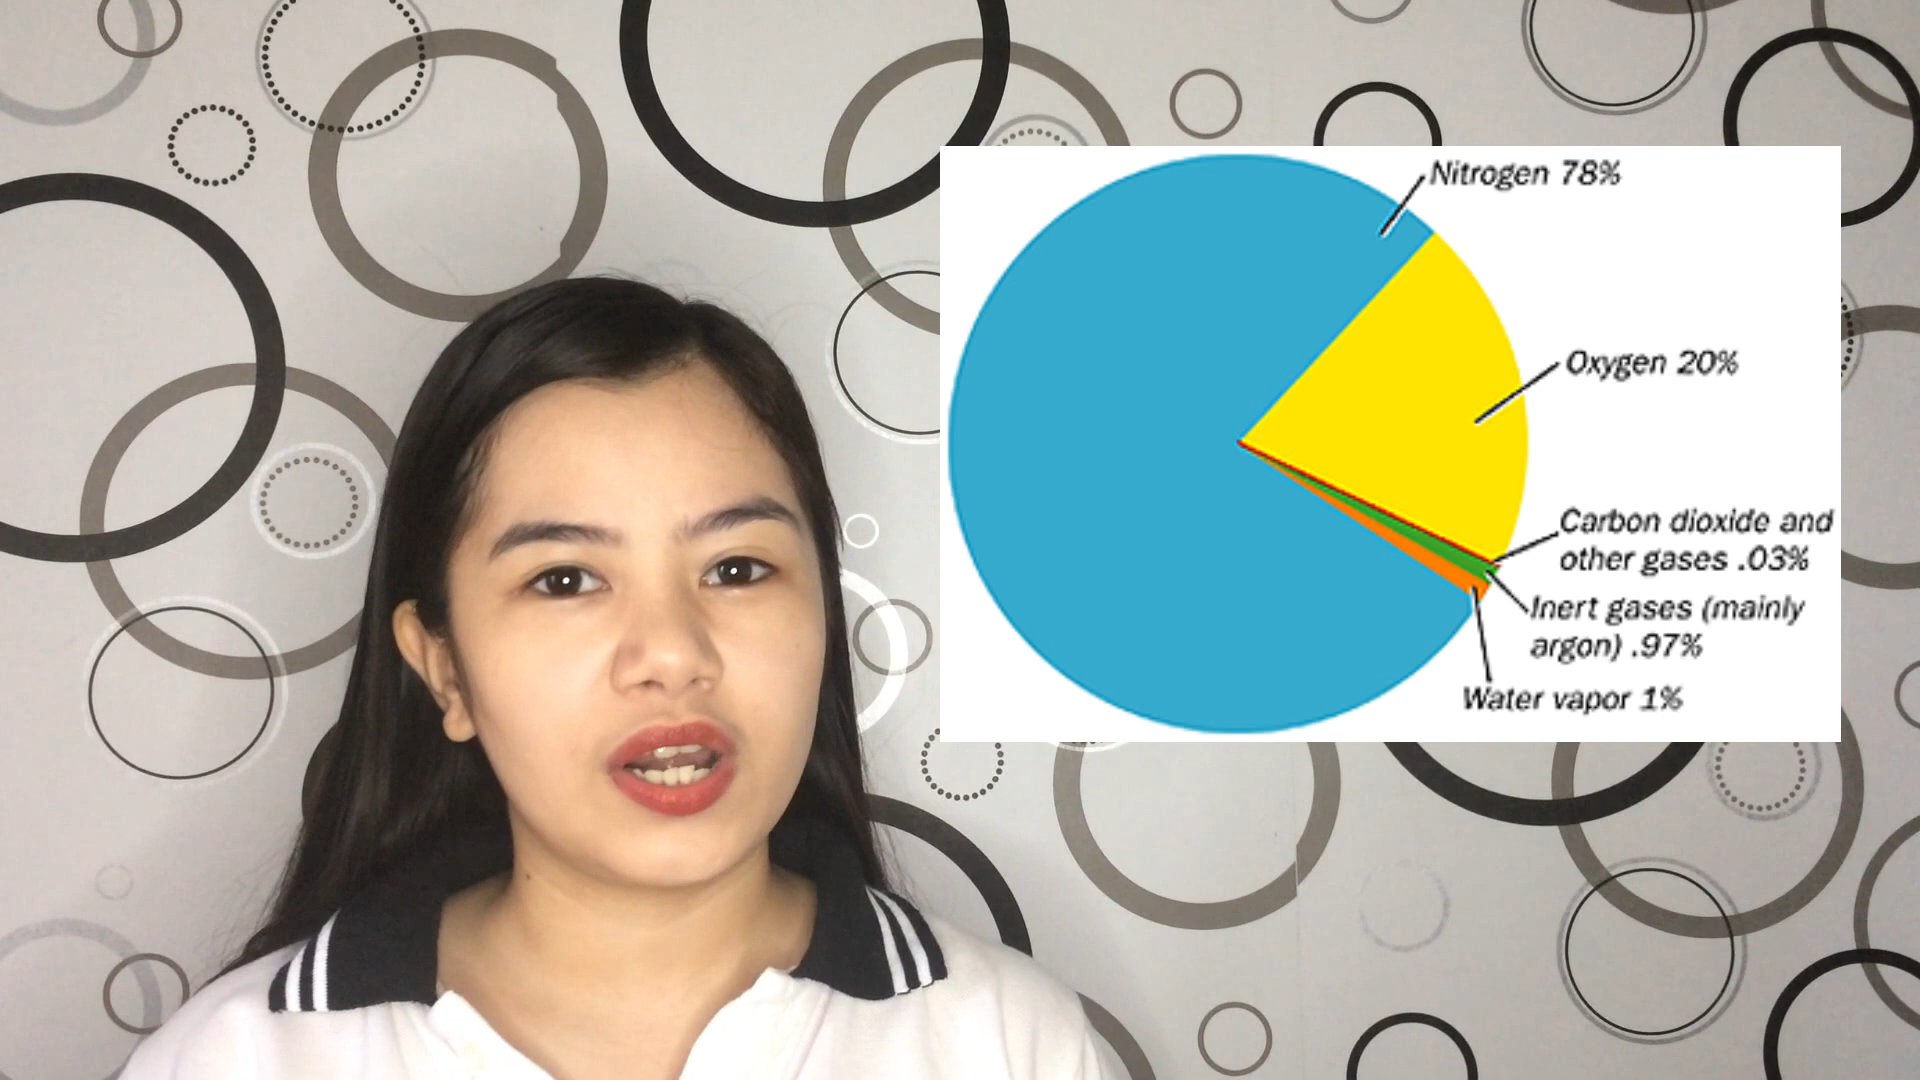 Nitrogen 78%
Oxygen 20%
Carbon dioxide and
other gases .03%
Inert gases (mainly
argon) .97%
Water vapor 1%